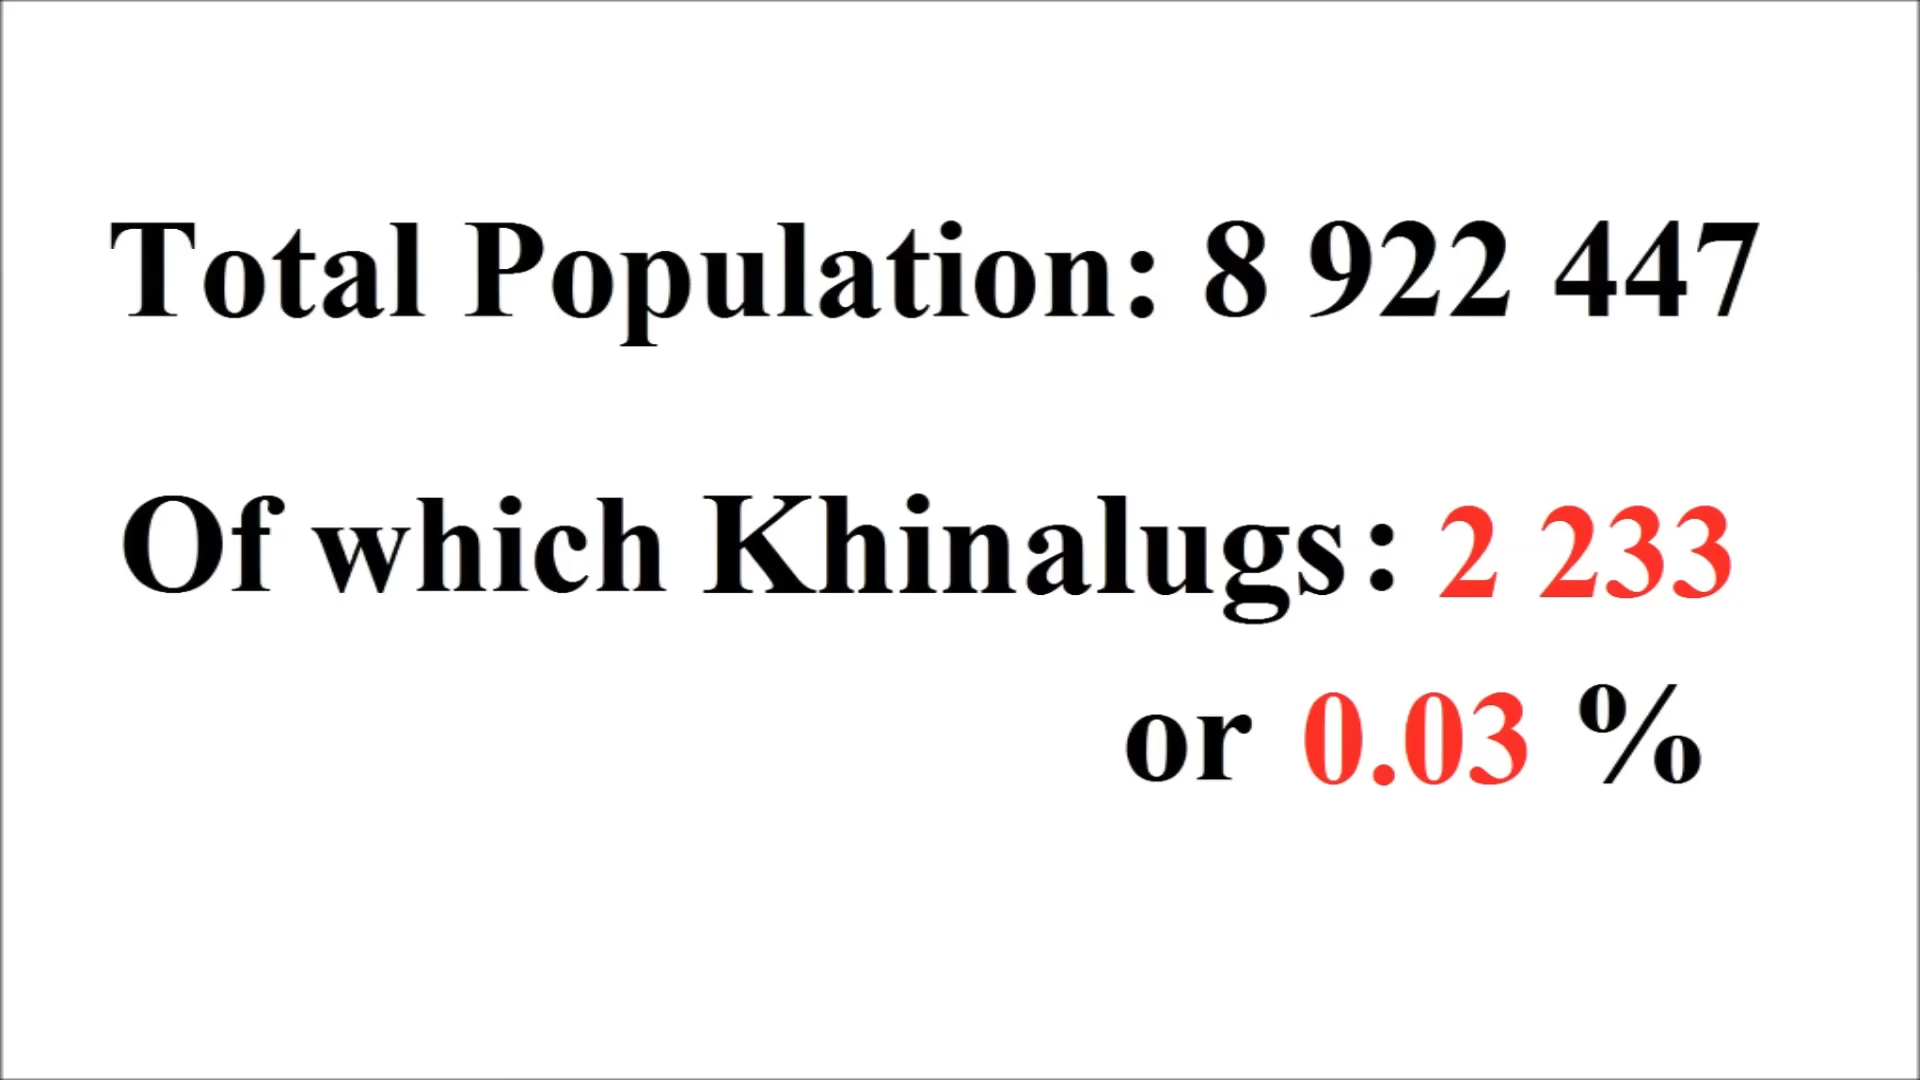 Total Population: 8 922 447
Of which Khinalugs: 2 233
or 0.03 %